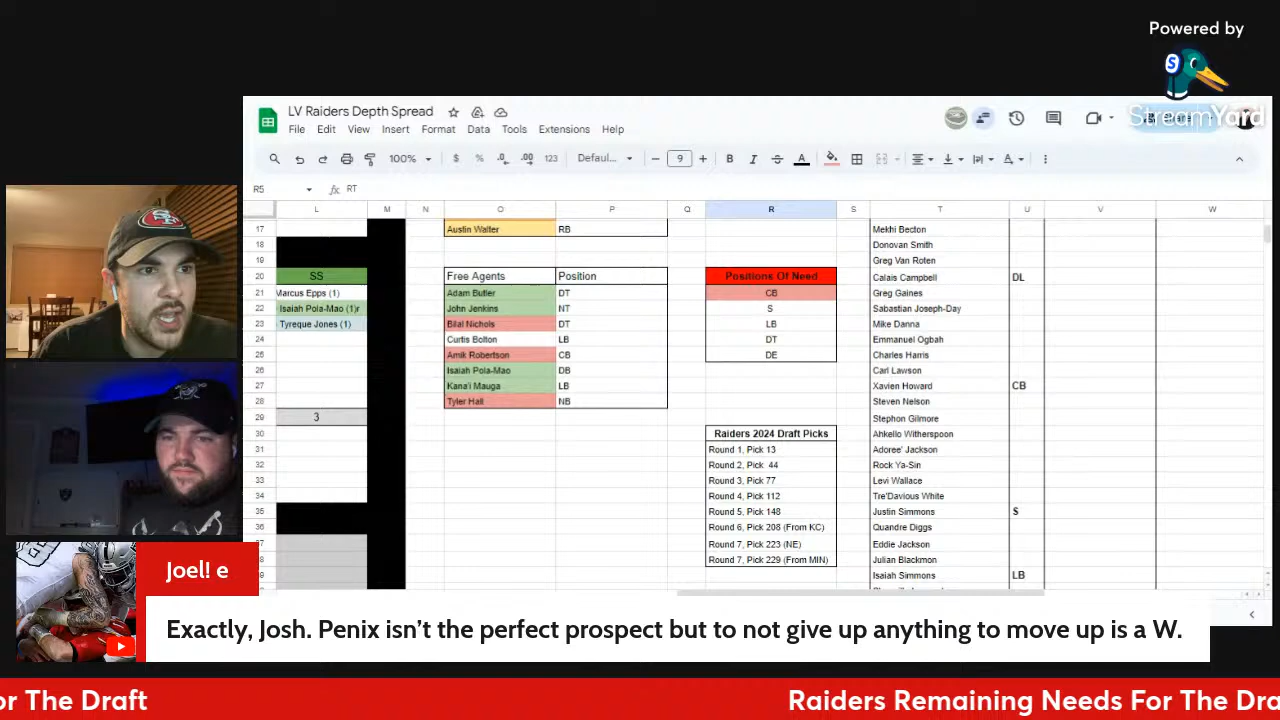 Powered by
S
StreamYard
LV Raiders Depth Spread
File Edit View Insert Format Data Tools Extensions Help
100% $ % .0 .00 123 Defaul... 9 B I A
R5 fx RT
L M N O P Q R S T U V W
17 Austin Walter RB Mekhi Becton
18 Donovan Smith
19 Greg Van Roten
20 SS Free Agents Position Positions Of Need Calais Campbell DL
21 Marcus Epps (1) Adam Butler DT CB Greg Gaines
22 Isaiah Pola-Mao (1)r John Jenkins NT S Sabastian Joseph-Day
23 Tyreque Jones (1) Bilal Nichols DT LB Mike Danna
24 Curtis Bolton LB DT Emmanuel Ogbah
25 Amik Robertson CB DE Charles Harris
26 Isaiah Pola-Mao DB Carl Lawson
27 Kana'i Mauga LB Xavien Howard CB
28 Tyler Hall NB Steven Nelson
29 3 Stephon Gilmore
30 Raiders 2024 Draft Picks Ahkello Witherspoon
31 Round 1, Pick 13 Adoree' Jackson
32 Round 2, Pick 44 Rock Ya-Sin
33 Round 3, Pick 77 Levi Wallace
34 Round 4, Pick 112 Tre'Davious White
35 Round 5, Pick 148 Justin Simmons S
36 Round 6, Pick 208 (From KC) Quandre Diggs
Round 7, Pick 223 (NE) Eddie Jackson
Round 7, Pick 229 (From MIN) Julian Blackmon
Isaiah Simmons LB
Joel! e
Exactly, Josh. Penix isn't the perfect prospect but to not give up anything to move up is a W.
or The Draft Raiders Remaining Needs For The Dra